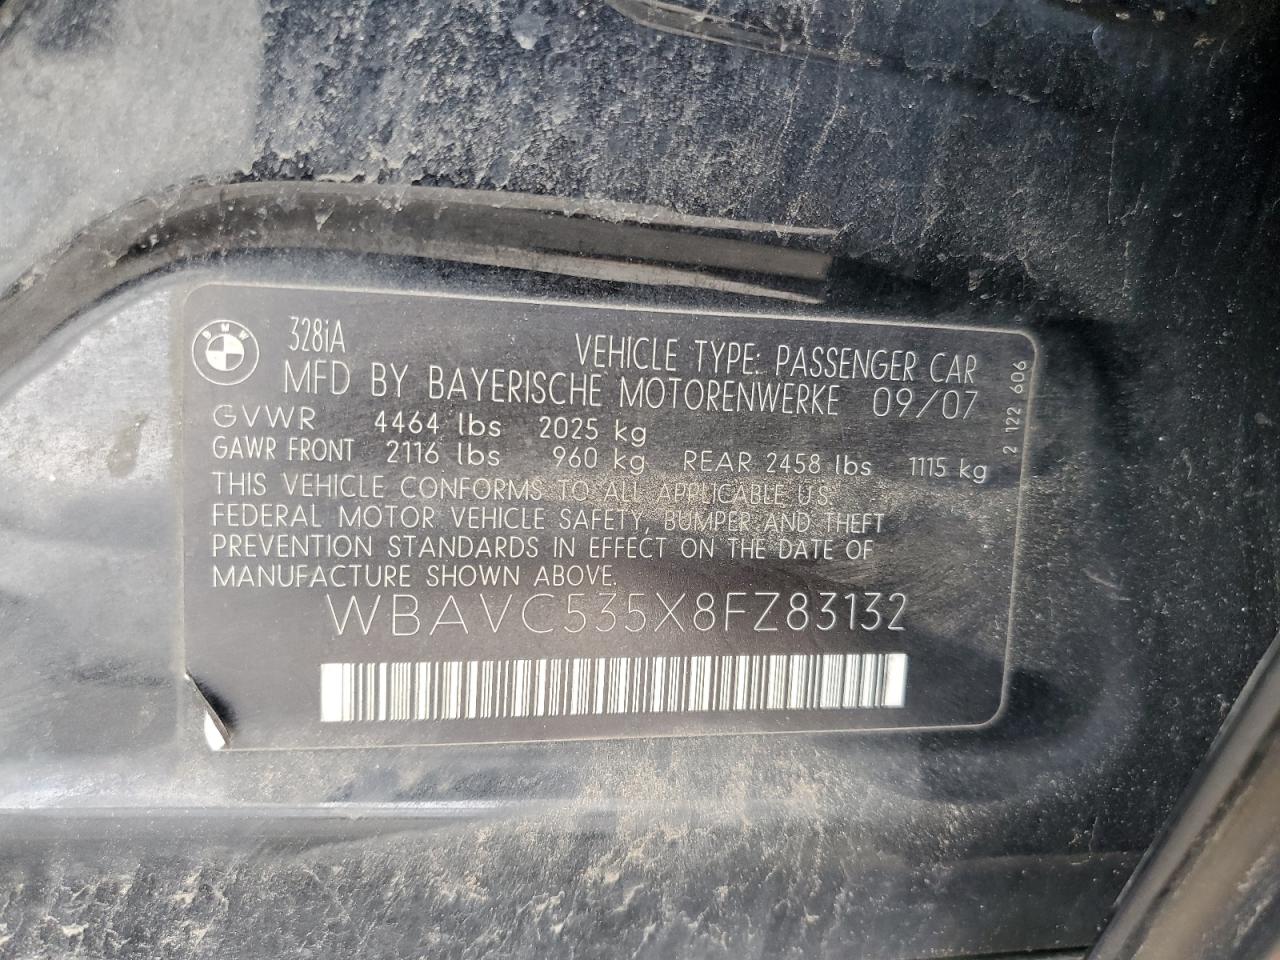 BMW
328iA
VEHICLE TYPE: PASSENGER CAR
MFD BY BAYERISCHE MOTORENWERKE 09/07
GVWR 4464 lbs 2025 kg
GAWR FRONT 2116 lbs 960 kg REAR 2458 lbs 1115 kg
THIS VEHICLE CONFORMS TO ALL APPLICABLE U.S.
FEDERAL MOTOR VEHICLE SAFETY, BUMPER AND THEFT
PREVENTION STANDARDS IN EFFECT ON THE DATE OF
MANUFACTURE SHOWN ABOVE.
WBAVC535X8FZ83132
2 122 606